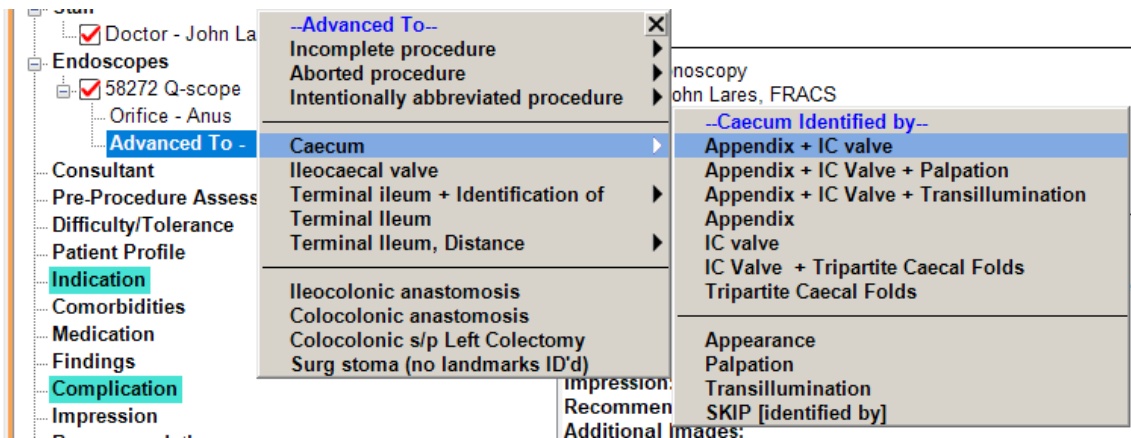 Staff
Doctor - John La
Endoscopes
58272 Q-scope
Orifice - Anus
Advanced To -
Consultant
Pre-Procedure Assess
Difficulty/Tolerance
Patient Profile
Indication
Comorbidities
Medication
Findings
Complication
Impression
--Advanced To--
Incomplete procedure
Aborted procedure
Intentionally abbreviated procedure
Caecum
Ileocaecal valve
Terminal ileum + Identification of
Terminal Ileum
Terminal Ileum, Distance
Ileocolonic anastomosis
Colocolonic anastomosis
Colocolonic s/p Left Colectomy
Surg stoma (no landmarks ID'd)
noscopy
ohn Lares, FRACS
--Caecum Identified by--
Appendix + IC valve
Appendix + IC Valve + Palpation
Appendix + IC Valve + Transillumination
Appendix
IC valve
IC Valve + Tripartite Caecal Folds
Tripartite Caecal Folds
Appearance
Palpation
Transillumination
SKIP [identified by]
Impression:
Recommen
Additional Images: